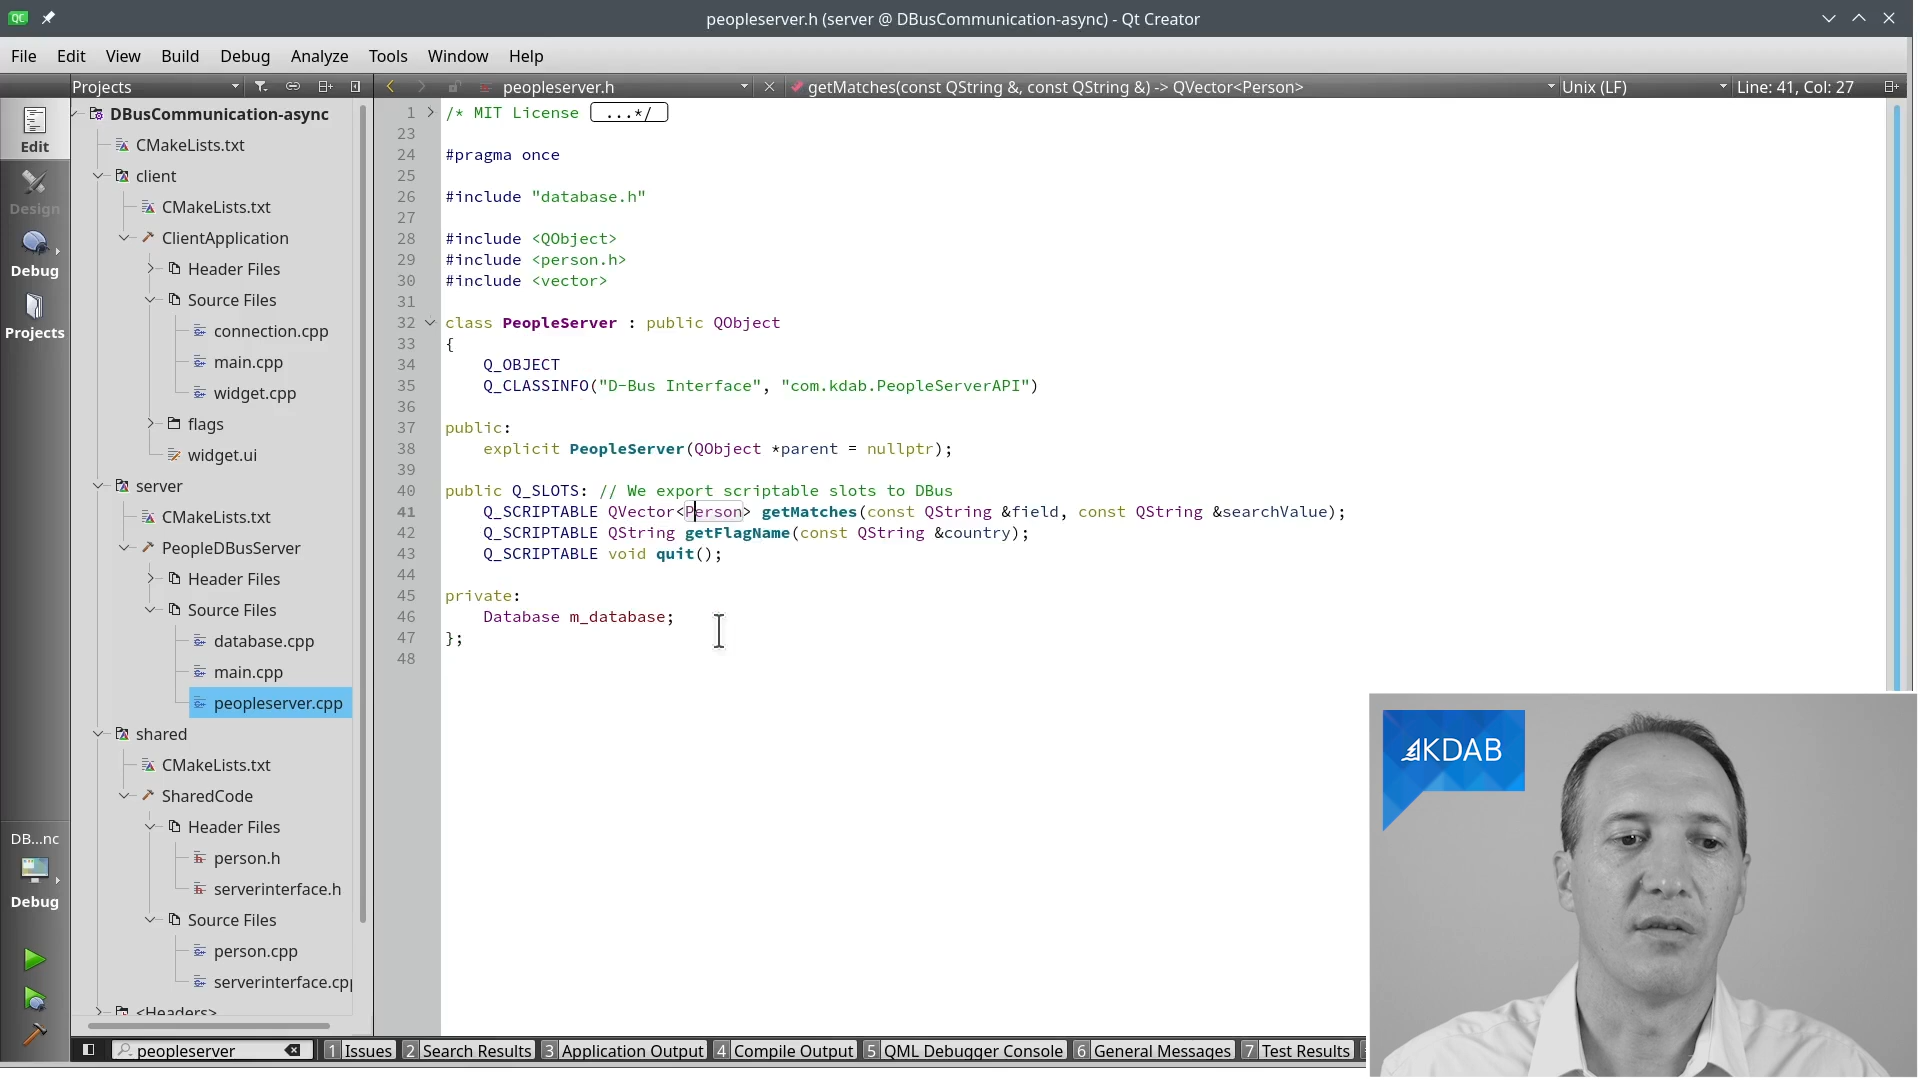 QC
peopleserver.h (server @ DBusCommunication-async) - Qt Creator
File Edit View Build Debug Analyze Tools Window Help
Projects
peopleserver.h
getMatches(const QString &, const QString &) -> QVector<Person>
Unix (LF)
Line: 41, Col: 27
Edit
Design
Debug
Projects
DB...nc
Debug
DBusCommunication-async
CMakeLists.txt
client
CMakeLists.txt
ClientApplication
Header Files
Source Files
connection.cpp
main.cpp
widget.cpp
flags
widget.ui
server
CMakeLists.txt
PeopleDBusServer
Header Files
Source Files
database.cpp
main.cpp
peopleserver.cpp
shared
CMakeLists.txt
SharedCode
Header Files
person.h
serverinterface.h
Source Files
person.cpp
serverinterface.cpp
<Headers>
1 /* MIT License ...*/
23
24 #pragma once
25
26 #include "database.h"
27
28 #include <QObject>
29 #include <person.h>
30 #include <vector>
31
32 class PeopleServer : public QObject
33 {
34 Q_OBJECT
35 Q_CLASSINFO("D-Bus Interface", "com.kdab.PeopleServerAPI")
36
37 public:
38 explicit PeopleServer(QObject *parent = nullptr);
39
40 public Q_SLOTS: // We export scriptable slots to DBus
41 Q_SCRIPTABLE QVector<Person> getMatches(const QString &field, const QString &searchValue);
42 Q_SCRIPTABLE QString getFlagName(const QString &country);
43 Q_SCRIPTABLE void quit();
44
45 private:
46 Database m_database;
47 };
48
KDAB
peopleserver
1 Issues 2 Search Results 3 Application Output 4 Compile Output 5 QML Debugger Console 6 General Messages 7 Test Results